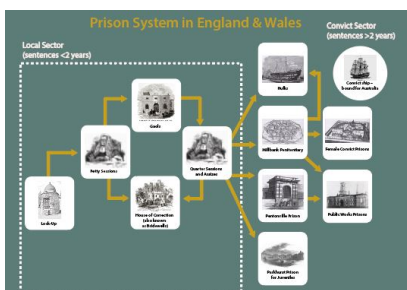 Prison System in England & Wales
Local Sector
(sentences <2 years)
Convict Sector
(sentences >2 years)
Gaols
Hulks
Convict ship –
bound for Australia
Petty Sessions
Quarter Sessions
and Assizes
Millbank Penitentiary
Female Convict Prisons
Lock-Up
House of Correction
(also known
as Bridewells)
Pentonville Prison
Public Works Prisons
Parkhurst Prison
for Juveniles